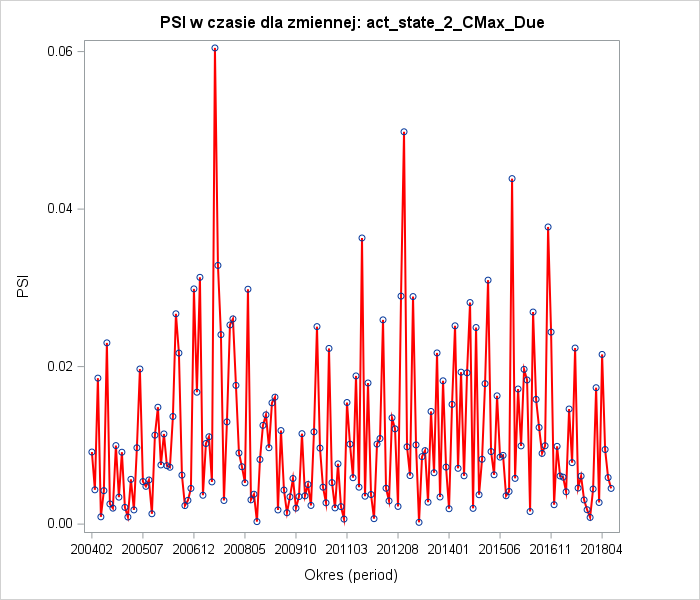 PSI w czasie dla zmiennej: act_state_2_CMax_Due
0.06
0.04
0.02
0.00
PSI
200402 200507 200612 200805 200910 201103 201208 201401 201506 201611 201804
Okres (period)